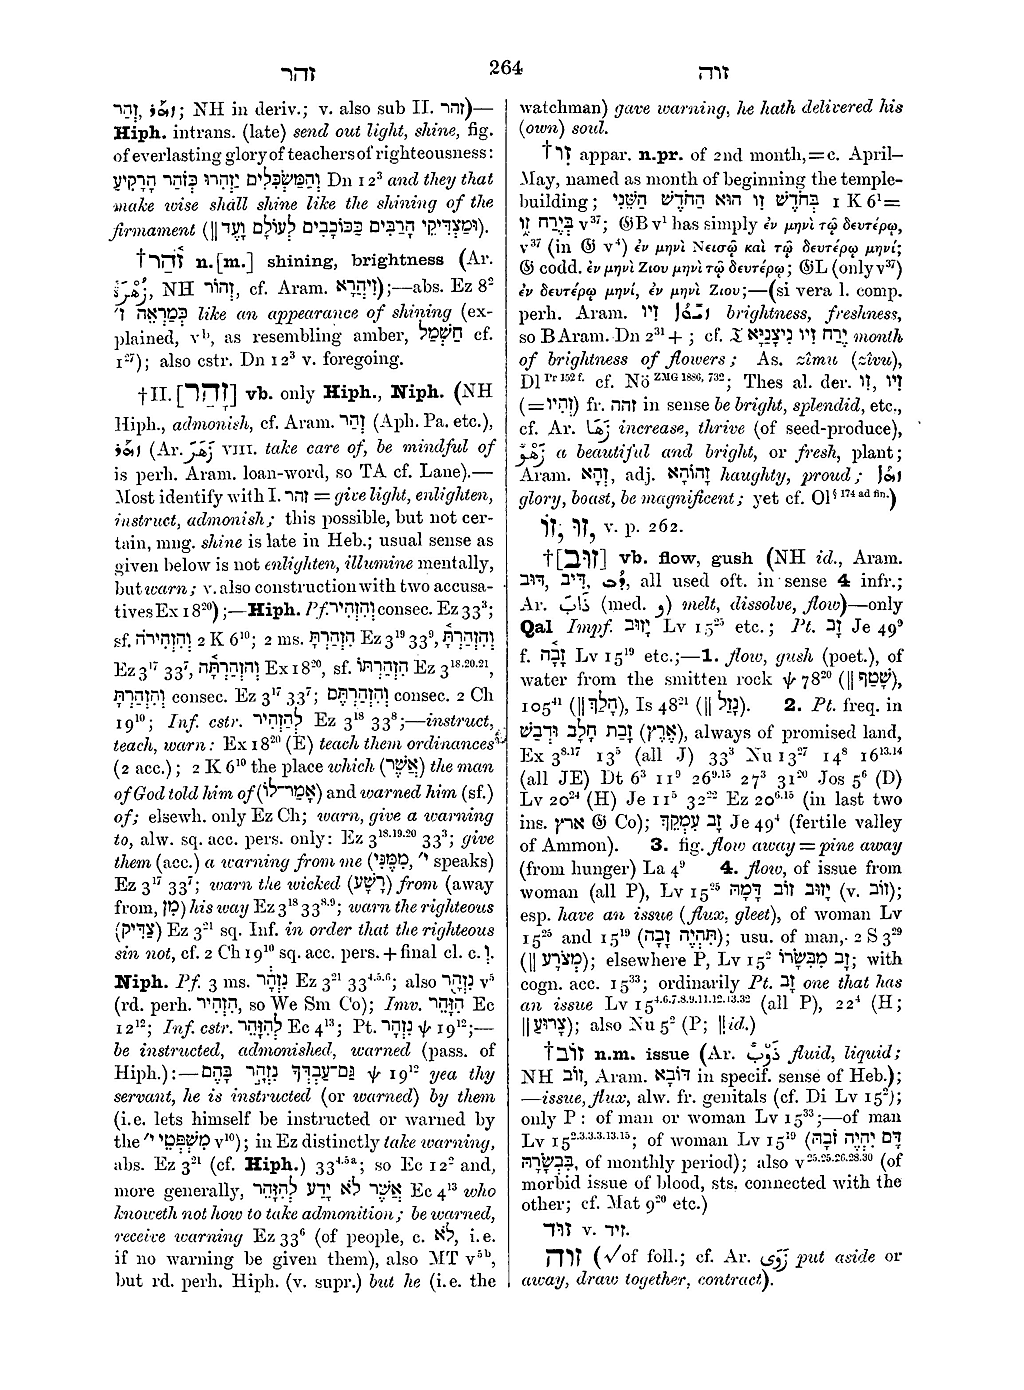 זהר
264
זוה
זְהַר, ܙܗܪ; NH in deriv.; v. also sub II. זהר)—
Hiph. intrans. (late) send out light, shine, fig.
of everlasting glory of teachers of righteousness:
וְהַמַּשְׂכִּלִים יַזְהִרוּ כְּזֹהַר הָרָקִיעַ Dn 12³ and they that
make wise shall shine like the shining of the
firmament (‖ וּמַצְדִּיקֵי הָרַבִּים כַּכּוֹכָבִים לְעוֹלָם וָעֶד).
†זֹהַר n.[m.] shining, brightness (Ar.
NH זֹהַר, cf. Aram. זִיהֲרָא);—abs. Ez 8²
כְּמַרְאֵה ז׳ like an appearance of shining (ex-
plained, vᵇ, as resembling amber, חַשְׁמַל cf.
1²⁷); also cstr. Dn 12³ v. foregoing.
†II. [זָהַר] vb. only Hiph., Niph. (NH
Hiph., admonish, cf. Aram. זְהַר (Aph. Pa. etc.),
ܙܗܪ (Ar. زَهَرَ VIII. take care of, be mindful of
is perh. Aram. loan-word, so TA cf. Lane).—
Most identify with I. זהר = give light, enlighten,
instruct, admonish; this possible, but not cer-
tain, mng. shine is late in Heb.; usual sense as
given below is not enlighten, illumine mentally,
but warn; v. also construction with two accusa-
tives Ex 18²⁰);—Hiph. Pf. וְהִזְהִיר consec. Ez 33³;
sf. וְהִזְהִירֹה 2 K 6¹⁰; 2 ms. הִזְהַרְתָּ Ez 3¹⁹ 33⁹, וְהִזְהַרְתָּ
Ez 3¹⁷ 33⁷, וְהִזְהַרְתָּה Ex 18²⁰, sf. הִזְהַרְתּוֹ Ez 3¹⁸·²⁰·²¹,
וְהִזְהַרְתָּ consec. Ez 3¹⁷ 33⁷; וְהִזְהַרְתֶּם consec. 2 Ch
19¹⁰; Inf. cstr. לְהַזְהִיר Ez 3¹⁸ 33⁸;—instruct,
teach, warn: Ex 18²⁰ (E) teach them ordinances
(2 acc.); 2 K 6¹⁰ the place which (אֲשֶׁר) the man
of God told him of (אָמַר־לוֹ) and warned him (sf.)
of; elsewh. only Ez Ch; warn, give a warning
to, alw. sq. acc. pers. only: Ez 3¹⁸·¹⁹·²⁰ 33³; give
them (acc.) a warning from me (מִמֶּנִּי, י׳ speaks)
Ez 3¹⁷ 33⁷; warn the wicked (רָשָׁע) from (away
from, מִן) his way Ez 3¹⁸ 33⁸·⁹; warn the righteous
(צַדִּיק) Ez 3²¹ sq. Inf. in order that the righteous
sin not, cf. 2 Ch 19¹⁰ sq. acc. pers. + final cl. c. וְ.
Niph. Pf. 3 ms. נִזְהָר Ez 3²¹ 33⁴·⁵·⁶; also נִזְהָר v⁵
(rd. perh. הִזְהִיר, so We Sm Co); Imv. הִזָּהֵר Ec
12¹²; Inf. cstr. לְהִזָּהֵר Ec 4¹³; Pt. נִזְהָר ψ 19¹²;—
be instructed, admonished, warned (pass. of
Hiph.):—גַּם־עַבְדְּךָ נִזְהָר בָּהֶם ψ 19¹² yea thy
servant, he is instructed (or warned) by them
(i.e. lets himself be instructed or warned by
the מִשְׁפְּטֵי י״ v¹⁰); in Ez distinctly take warning,
abs. Ez 3²¹ (cf. Hiph.) 33⁴·⁵ᵃ; so Ec 12² and,
more generally, אֲשֶׁר לֹא יָדַע לְהִזָּהֵר Ec 4¹³ who
knoweth not how to take admonition; be warned,
receive warning Ez 33⁶ (of people, c. לֹא, i.e.
if no warning be given them), also MT v⁵ᵇ,
but rd. perh. Hiph. (v. supr.) but he (i.e. the
watchman) gave warning, he hath delivered his
(own) soul.
†זִו appar. n.pr. of 2nd month, = c. April–
May, named as month of beginning the temple-
building; בְּחֹדֶשׁ זִו הוּא הַחֹדֶשׁ הַשֵּׁנִי 1 K 6¹=
בְּיֶרַח זִו v³⁷; 𝔊B v¹ has simply ἐν μηνὶ τῷ δευτέρῳ,
v³⁷ (in 𝔊 v⁴) ἐν μηνὶ Νεισῷ καὶ τῷ δευτέρῳ μηνί;
𝔊 codd. ἐν μηνὶ Ζιου μηνὶ τῷ δευτέρῳ; 𝔊L (only v³⁷)
ἐν δευτέρῳ μηνί, ἐν μηνὶ Ζιου;—(si vera l. comp.
perh. Aram. זִיו brightness, freshness,
so B Aram. Dn 2³¹ + ; cf. 𝔗 יֶרַח זִיו נִיצָנַיָּא month
of brightness of flowers; As. zîmu (zîvu),
Dl Pr 152 f. cf. Nö ZMG 1886, 732; Thes al. der. זִו, זִיו
(=זְהִיו) fr. זהה in sense be bright, splendid, etc.,
cf. Ar. زَهَا increase, thrive (of seed-produce),
زَهْو a beautiful and bright, or fresh, plant;
Aram. זְהָא, adj. זָהוֹהָא haughty, proud; ܙܗܐ
glory, boast, be magnificent; yet cf. Ol § 174 ad fin.)
זוֹ, זוּ, v. p. 262.
†[זוּב] vb. flow, gush (NH id., Aram.
דּוּב, דִּיב, ܕܘܒ, all used oft. in sense 4 infr.;
Ar. ذَابَ (med. و) melt, dissolve, flow)—only
Qal Impf. יָזוּב Lv 15²⁵ etc.; Pt. זָב Je 49⁹
f. זָבָה Lv 15¹⁹ etc.;—1. flow, gush (poet.), of
water from the smitten rock ψ 78²⁰ (‖ שָׁטַף),
105⁴¹ (‖ הָלַךְ), Is 48²¹ (‖ נָזַל). 2. Pt. freq. in
(אֶרֶץ) זָבַת חָלָב וּדְבַשׁ, always of promised land,
Ex 3⁸·¹⁷ 13⁵ (all J) 33³ Nu 13²⁷ 14⁸ 16¹³·¹⁴
(all JE) Dt 6³ 11⁹ 26⁹·¹⁵ 27³ 31²⁰ Jos 5⁶ (D)
Lv 20²⁴ (H) Je 11⁵ 32²² Ez 20⁶·¹⁵ (in last two
ins. ארץ 𝔊 Co); זָב עִמְקֵךְ Je 49⁴ (fertile valley
of Ammon). 3. fig. flow away = pine away
(from hunger) La 4⁹ 4. flow, of issue from
woman (all P), Lv 15²⁵ יָזוּב זוֹב דָּמָהּ (v. זוֹב);
esp. have an issue (flux, gleet), of woman Lv
15²⁵ and 15¹⁹ (תִּהְיֶה זָבָה); usu. of man, 2 S 3²⁹
(‖ מְצֹרָע); elsewhere P, Lv 15² זָב מִבְּשָׂרוֹ; with
cogn. acc. 15³³; ordinarily Pt. זָב one that has
an issue Lv 15⁴·⁶·⁷·⁸·⁹·¹¹·¹²·¹³·³² (all P), 22⁴ (H;
‖ צָרוּעַ); also Nu 5² (P; ‖ id.)
†זוֹב n.m. issue (Ar. ذَوْب fluid, liquid;
NH זוֹב, Aram. דּוֹבָא in specif. sense of Heb.);
—issue, flux, alw. fr. genitals (cf. Di Lv 15²);
only P: of man or woman Lv 15³³;—of man
Lv 15²·³·³·³·¹³·¹⁵; of woman Lv 15¹⁹ (דָּם יִהְיֶה זֹבָהּ
בִּבְשָׂרָהּ, of monthly period); also v²⁵·²⁵·²⁶·²⁸·³⁰ (of
morbid issue of blood, sts. connected with the
other; cf. Mat 9²⁰ etc.)
זוּד v. זִיד.
זוה (√of foll.; cf. Ar. زَوَى put aside or
away, draw together, contract).